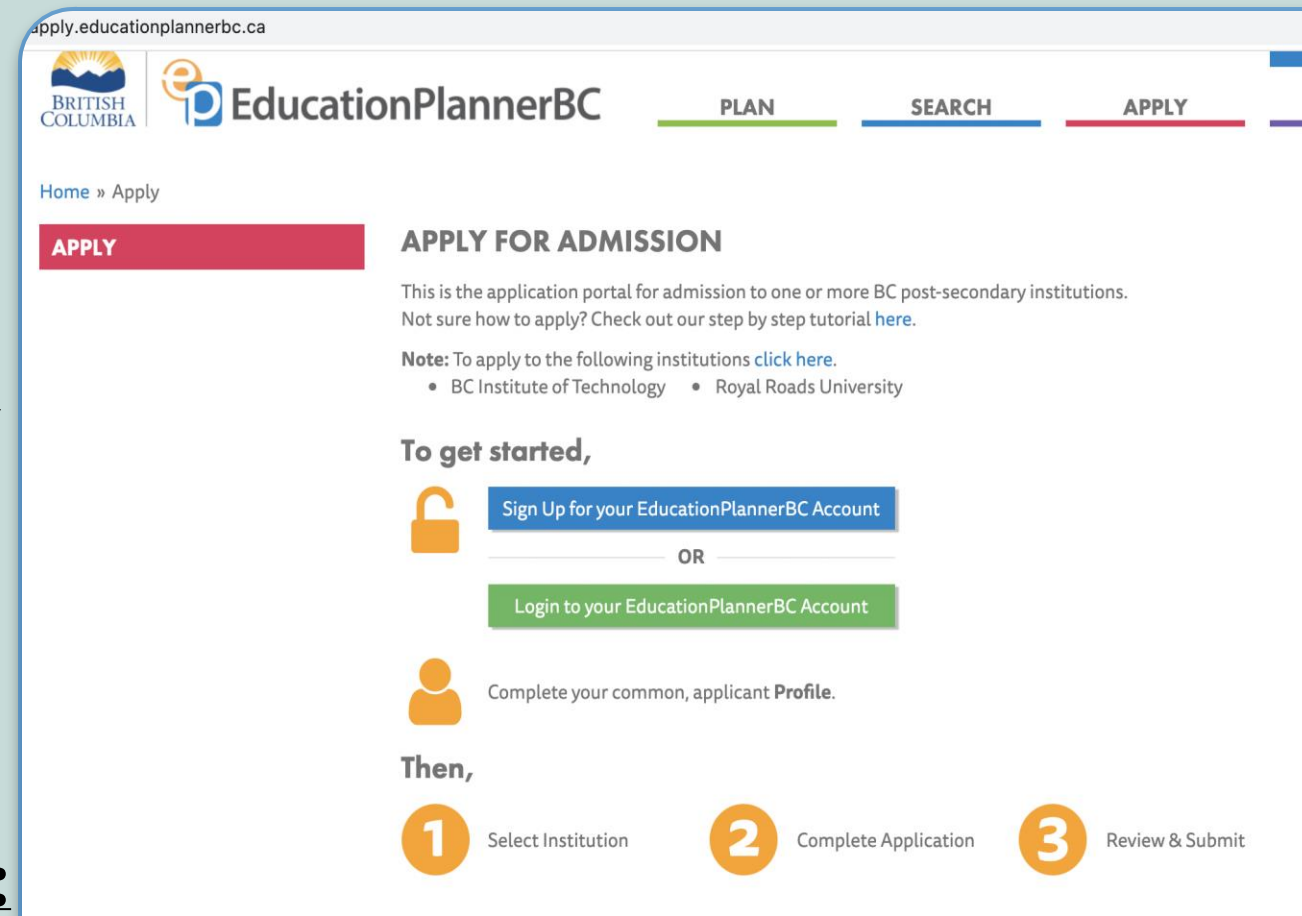 apply.educationplannerbc.ca
BRITISH
COLUMBIA
ep EducationPlannerBC
PLAN
SEARCH
APPLY
Home » Apply
APPLY
APPLY FOR ADMISSION
This is the application portal for admission to one or more BC post-secondary institutions.
Not sure how to apply? Check out our step by step tutorial here.
Note: To apply to the following institutions click here.
• BC Institute of Technology • Royal Roads University
To get started,
Sign Up for your EducationPlannerBC Account
OR
Login to your EducationPlannerBC Account
Complete your common, applicant Profile.
Then,
1 Select Institution
2 Complete Application
3 Review & Submit